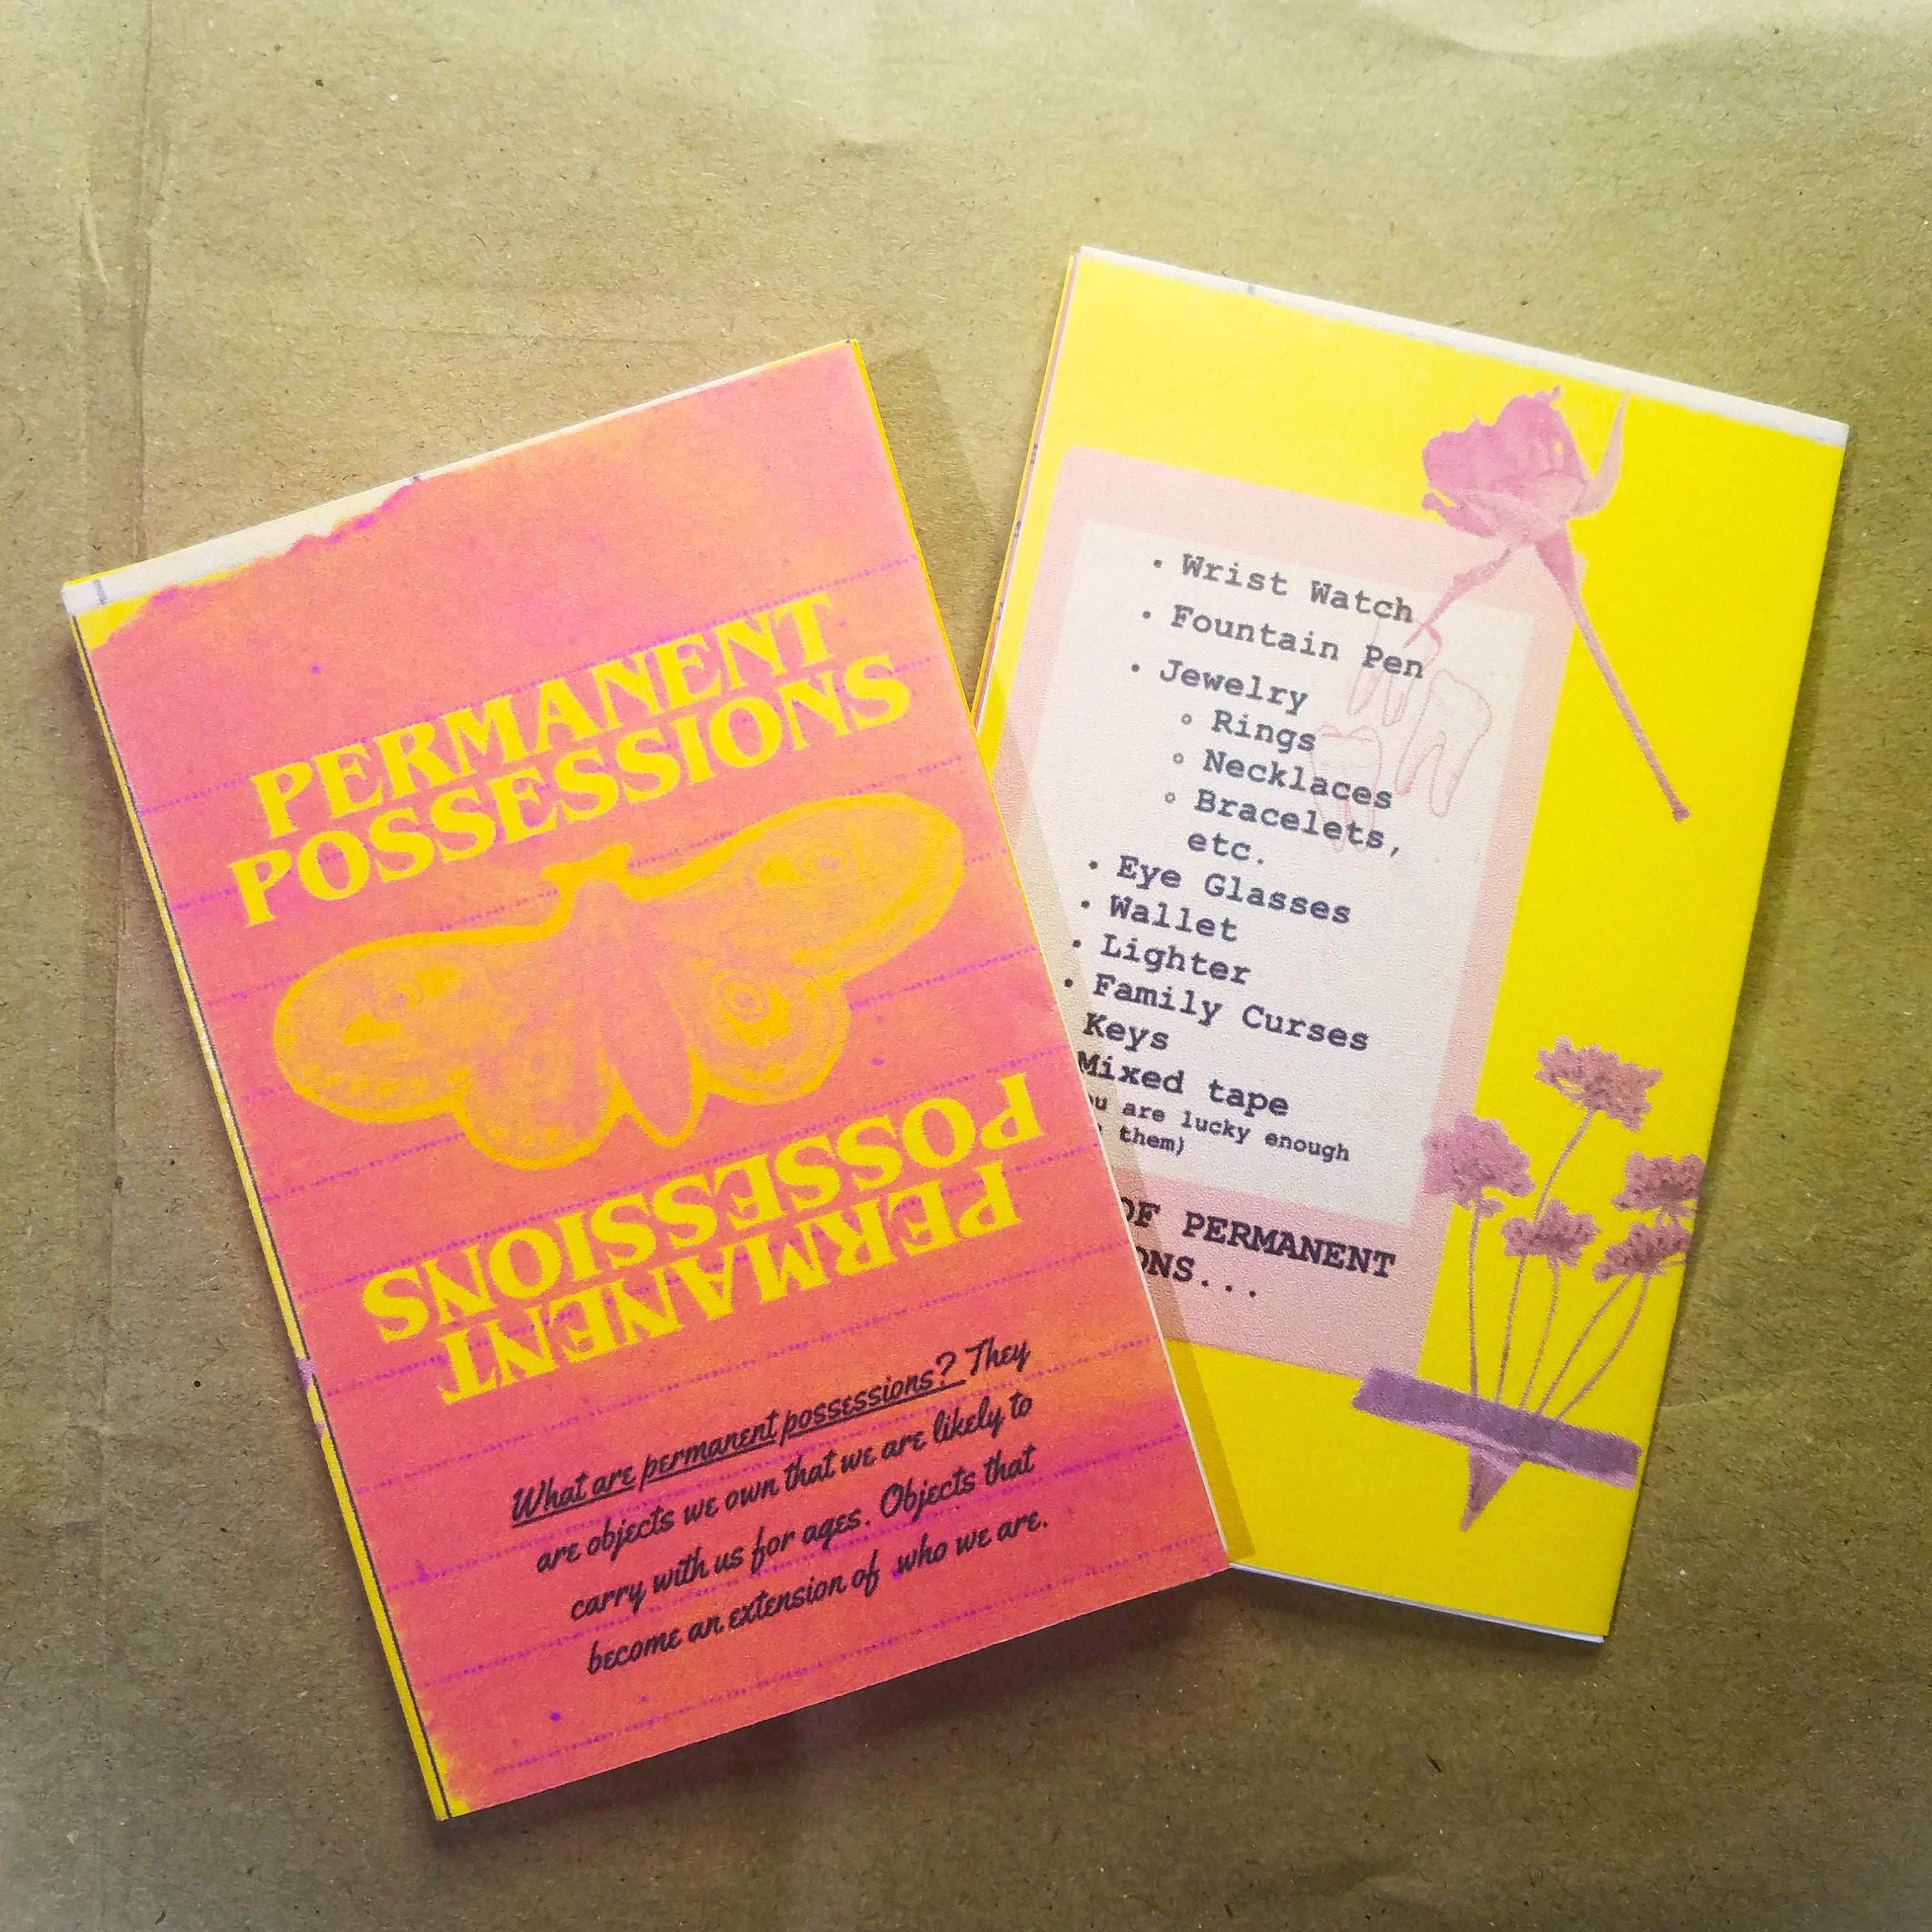 PERMANENT
POSSESSIONS
POSSESSIONS
PERMANENT
What are permanent possessions? They
are objects we own that we are likely to
carry with us for ages. Objects that
become an extension of who we are.
• Wrist Watch
• Fountain Pen
• Jewelry
◦ Rings
◦ Necklaces
◦ Bracelets,
etc.
• Eye Glasses
• Wallet
• Lighter
• Family Curses
Keys
Mixed tape
are lucky enough
them)
OF PERMANENT
...